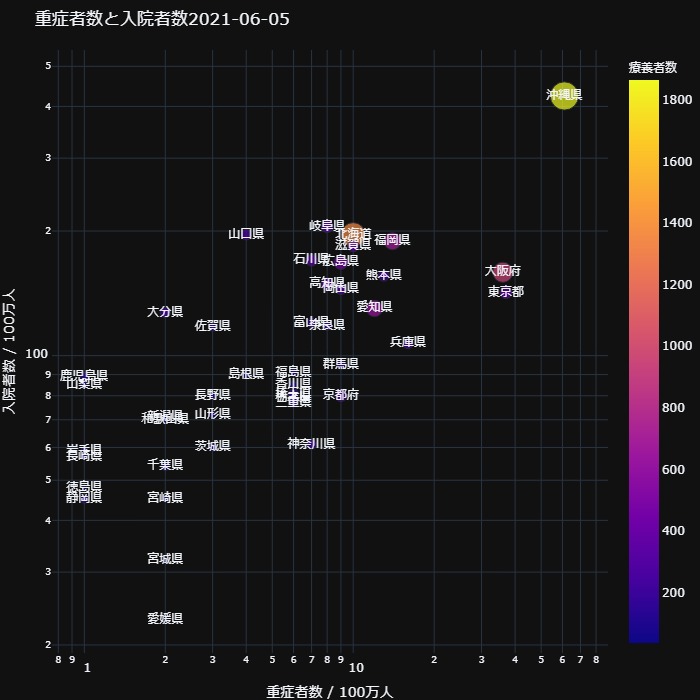 重症者数と入院者数2021-06-05
療養者数
5
4
3
2
100
9
8
7
6
5
4
3
2
入院者数 / 100万人
沖縄県
岐阜県
山口県
北海道
福岡県
滋賀県
石川県
広島県
大阪府
熊本県
高知県
岡山県
東京都
愛知県
大分県
富山県
奈良県
佐賀県
兵庫県
群馬県
鹿児島県
島根県
福島県
山梨県
香川県
長野県
京都府
三重県
山形県
新潟県
和歌山県
茨城県
神奈川県
岩手県
長崎県
千葉県
徳島県
静岡県
宮崎県
宮城県
愛媛県
8
9
1
2
3
4
5
6
7
8
9
10
2
3
4
5
6
7
8
重症者数 / 100万人
1800
1600
1400
1200
1000
800
600
400
200